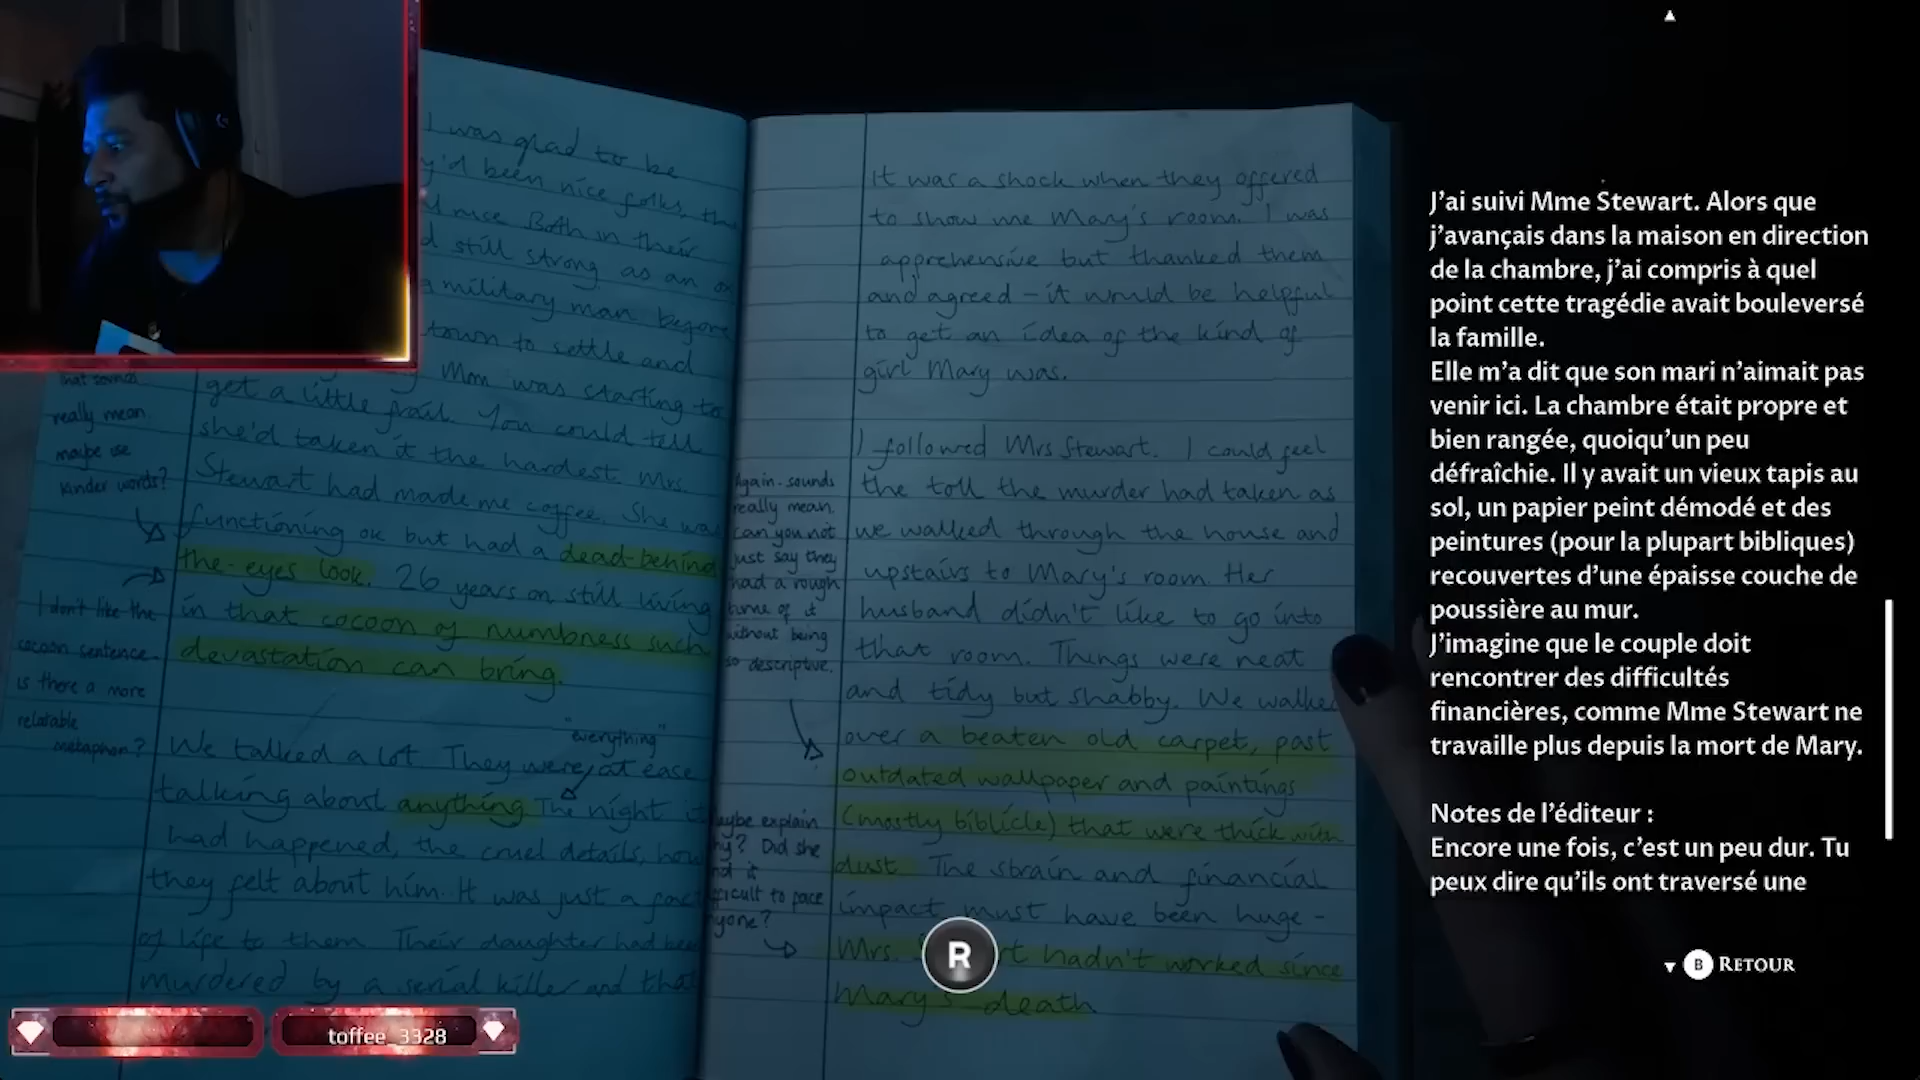 I was glad to be
y'd been nice folks, the
nice Both in their
d still strong as an o
military man before
town to settle and
Mom was starting to
get a little frail. You could tell
she'd taken it the hardest. Mrs.
Stewart had made me coffee. She was
functioning ok but had a dead-behind
the-eyes look. 26 years on still living
in that cocoon of numbness such
devastation can bring.
that sounds
really mean.
maybe use
kinder words?
I don't like the
cocoon sentence
is there a more
relatable
metaphor?
"everything"
We talked a lot. They were at ease
talking about anything The night it
had happened, the cruel details, how
they felt about him. It was just a fac
of life to them. Their daughter had bee
murdered by a serial killer and that
It was a shock when they offered
to show me Mary's room. I was
apprehensive but thanked them
and agreed - it would be helpful
to get an idea of the kind of
girl Mary was.
I followed Mrs Stewart. I could feel
the toll the murder had taken as
we walked through the house and
upstairs to Mary's room. Her
husband didn't like to go into
that room. Things were neat
and tidy but shabby. We walked
over a beaten old carpet, past
outdated wallpaper and paintings
(mostly biblicle) that were thick with
dust The strain and financial
impact must have been huge -
Mrs. S t hadn't worked since
Mary's death
Again - sounds
really mean.
can you not
just say they
had a rough
time of it
without being
so descriptive.
aybe explain
hy? Did she
nd it
fficult to face
yone?
J'ai suivi Mme Stewart. Alors que
j'avançais dans la maison en direction
de la chambre, j'ai compris à quel
point cette tragédie avait bouleversé
la famille.
Elle m'a dit que son mari n'aimait pas
venir ici. La chambre était propre et
bien rangée, quoiqu'un peu
défraîchie. Il y avait un vieux tapis au
sol, un papier peint démodé et des
peintures (pour la plupart bibliques)
recouvertes d'une épaisse couche de
poussière au mur.
J'imagine que le couple doit
rencontrer des difficultés
financières, comme Mme Stewart ne
travaille plus depuis la mort de Mary.
Notes de l'éditeur :
Encore une fois, c'est un peu dur. Tu
peux dire qu'ils ont traversé une
R
B RETOUR
toffee_3328